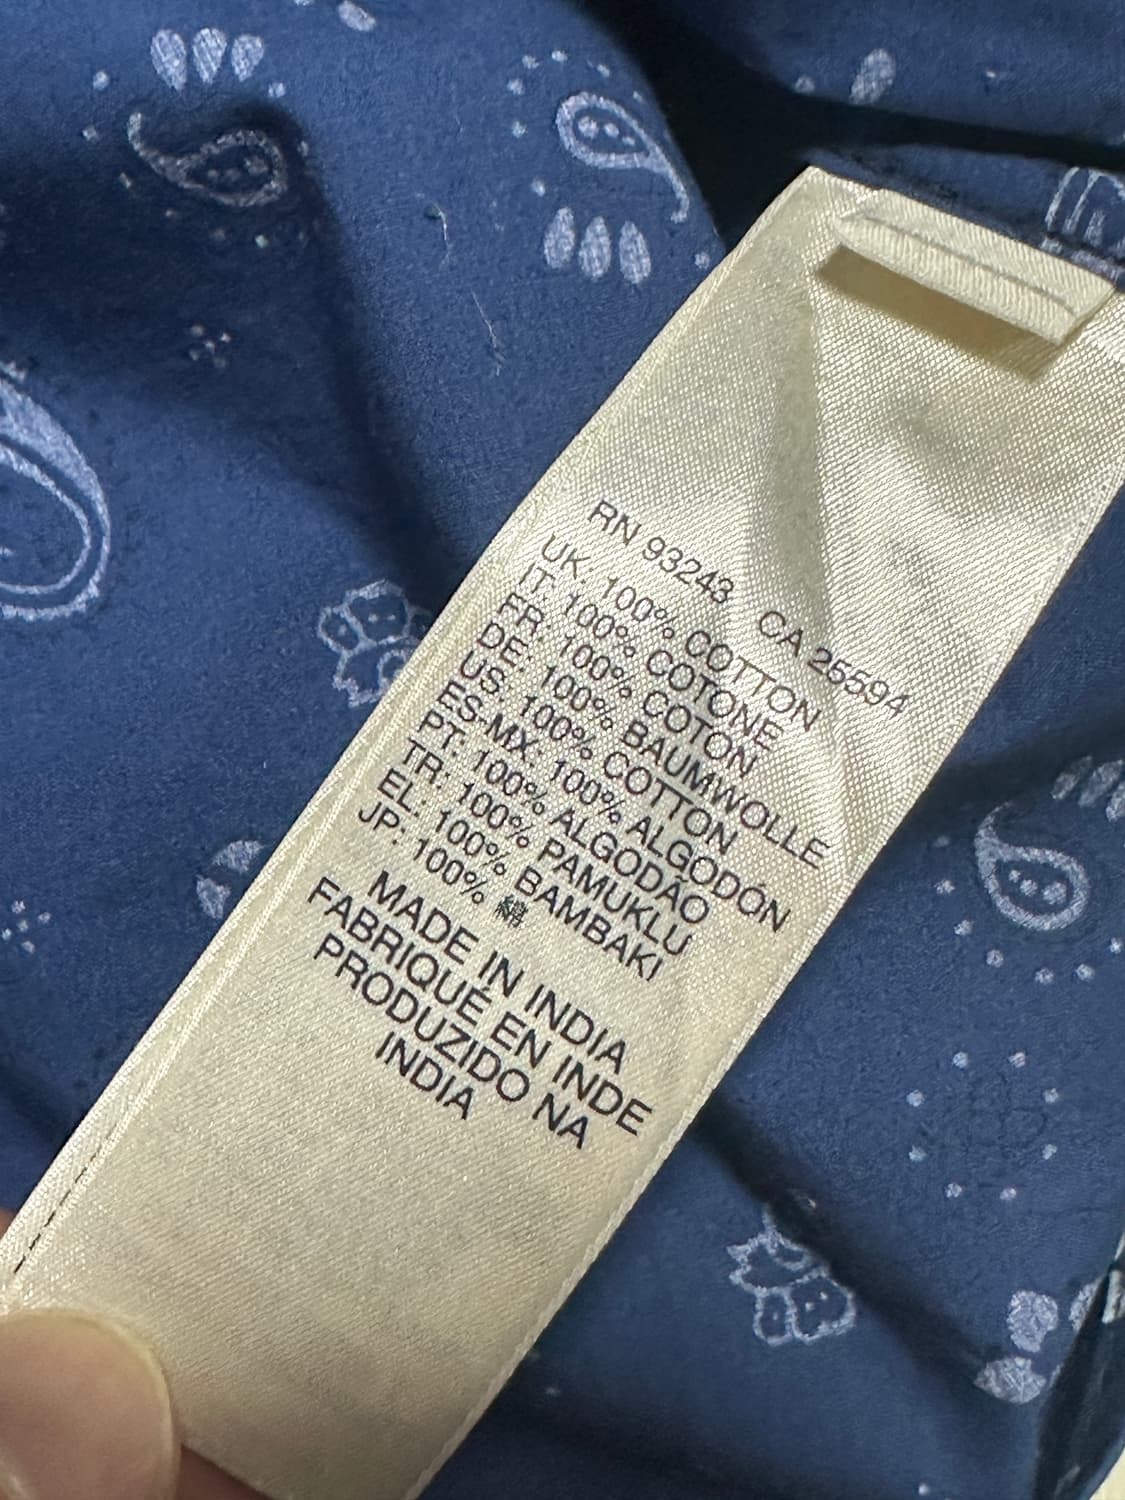 RN 93243 CA 25594
UK: 100% COTTON
IT: 100% COTONE
FR: 100% COTON
DE: 100% BAUMWOLLE
US: 100% COTTON
ES-MX: 100% ALGODÓN
PT: 100% ALGODÃO
TR: 100% PAMUKLU
EL: 100% BAMBAKI
JP: 100% 綿
MADE IN INDIA
FABRIQUÉ EN INDE
PRODUZIDO NA
INDIA